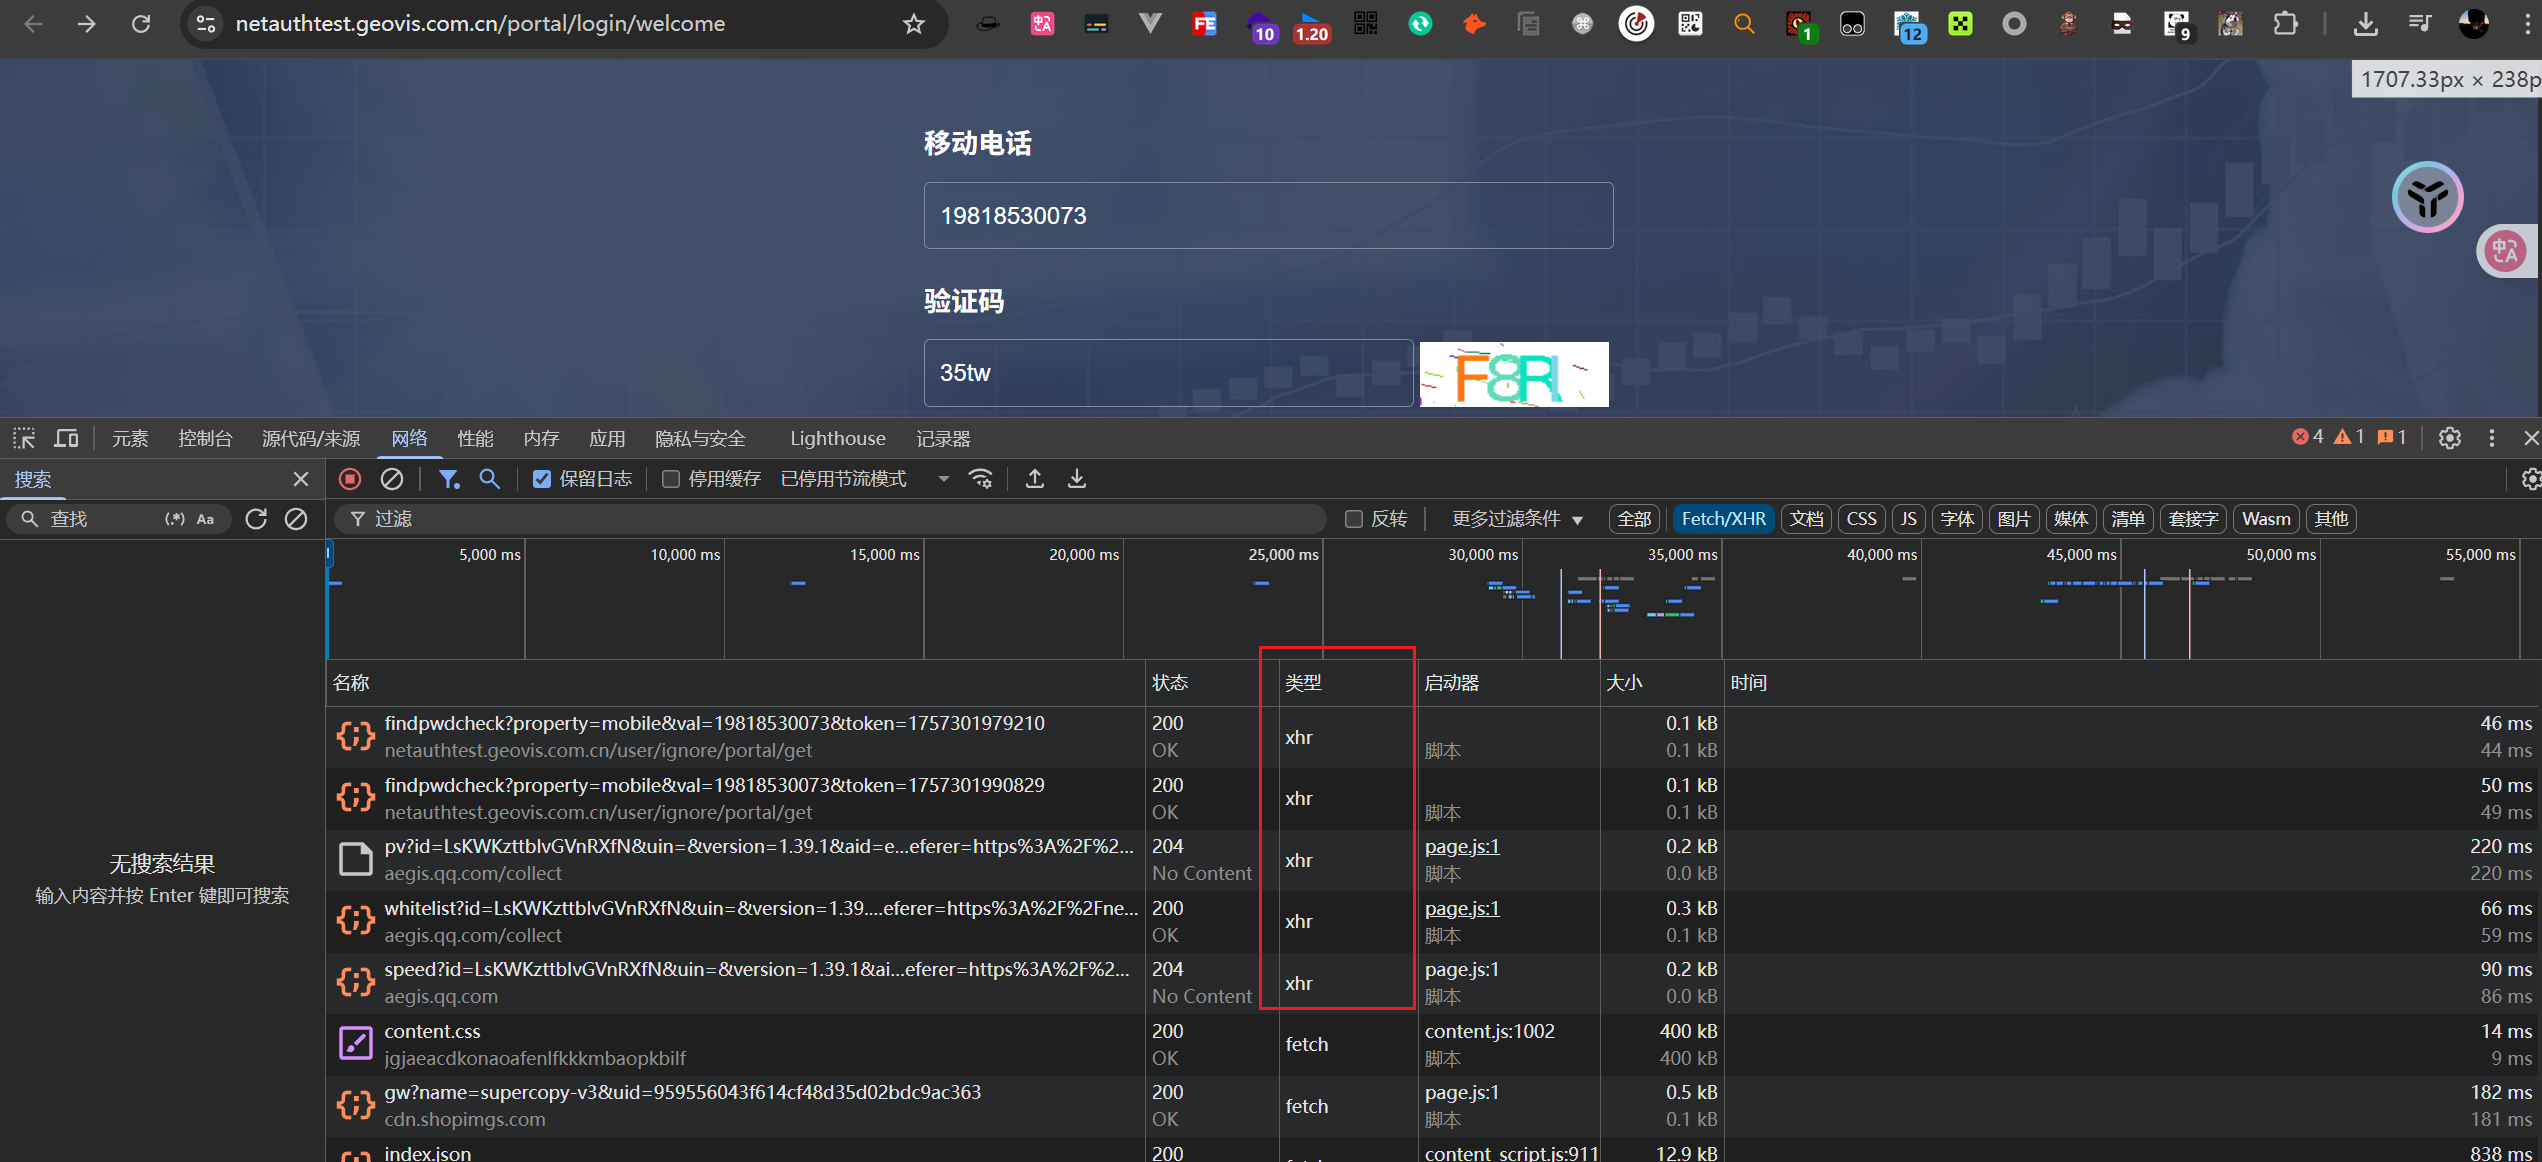 netauthtest.geovis.com.cn/portal/login/welcome
10
1.20
1
12
9
1707.33px × 238p
移动电话
19818530073
验证码
35tw
F8RI
元素 控制台 源代码/来源 网络 性能 内存 应用 隐私与安全 Lighthouse 记录器
4 1 1
搜索
保留日志 停用缓存 已停用节流模式
查找 (.*) Aa
过滤 反转 更多过滤条件 全部 Fetch/XHR 文档 CSS JS 字体 图片 媒体 清单 套接字 Wasm 其他
5,000 ms 10,000 ms 15,000 ms 20,000 ms 25,000 ms 30,000 ms 35,000 ms 40,000 ms 45,000 ms 50,000 ms 55,000 ms
名称 状态 类型 启动器 大小 时间
findpwdcheck?property=mobile&val=19818530073&token=1757301979210 200 xhr 0.1 kB 46 ms
netauthtest.geovis.com.cn/user/ignore/portal/get OK 脚本 0.1 kB 44 ms
findpwdcheck?property=mobile&val=19818530073&token=1757301990829 200 xhr 0.1 kB 50 ms
netauthtest.geovis.com.cn/user/ignore/portal/get OK 脚本 0.1 kB 49 ms
pv?id=LsKWKzttblvGVnRXfN&uin=&version=1.39.1&aid=e...eferer=https%3A%2F%2... 204 xhr page.js:1 0.2 kB 220 ms
aegis.qq.com/collect No Content 脚本 0.0 kB 220 ms
whitelist?id=LsKWKzttblvGVnRXfN&uin=&version=1.39....eferer=https%3A%2F%2Fne... 200 xhr page.js:1 0.3 kB 66 ms
aegis.qq.com/collect OK 脚本 0.1 kB 59 ms
speed?id=LsKWKzttblvGVnRXfN&uin=&version=1.39.1&ai...eferer=https%3A%2F%2... 204 xhr page.js:1 0.2 kB 90 ms
aegis.qq.com No Content 脚本 0.0 kB 86 ms
content.css 200 fetch content.js:1002 400 kB 14 ms
jgjaeacdkonaoafenlfkkkmbaopkbilf OK 脚本 400 kB 9 ms
gw?name=supercopy-v3&uid=959556043f614cf48d35d02bdc9ac363 200 fetch page.js:1 0.5 kB 182 ms
cdn.shopimgs.com OK 脚本 0.1 kB 181 ms
index.json 200 content_script.js:911 12.9 kB 838 ms
无搜索结果
输入内容并按 Enter 键即可搜索